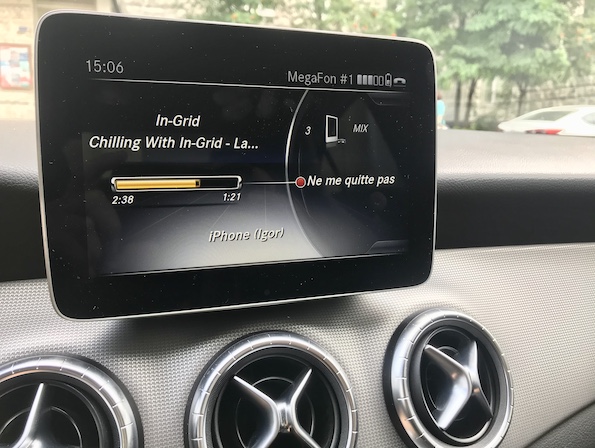 15:06
MegaFon #1
In-Grid
Chilling With In-Grid - La...
3 MIX
Ne me quitte pas
2:38 1:21
iPhone (Igor)